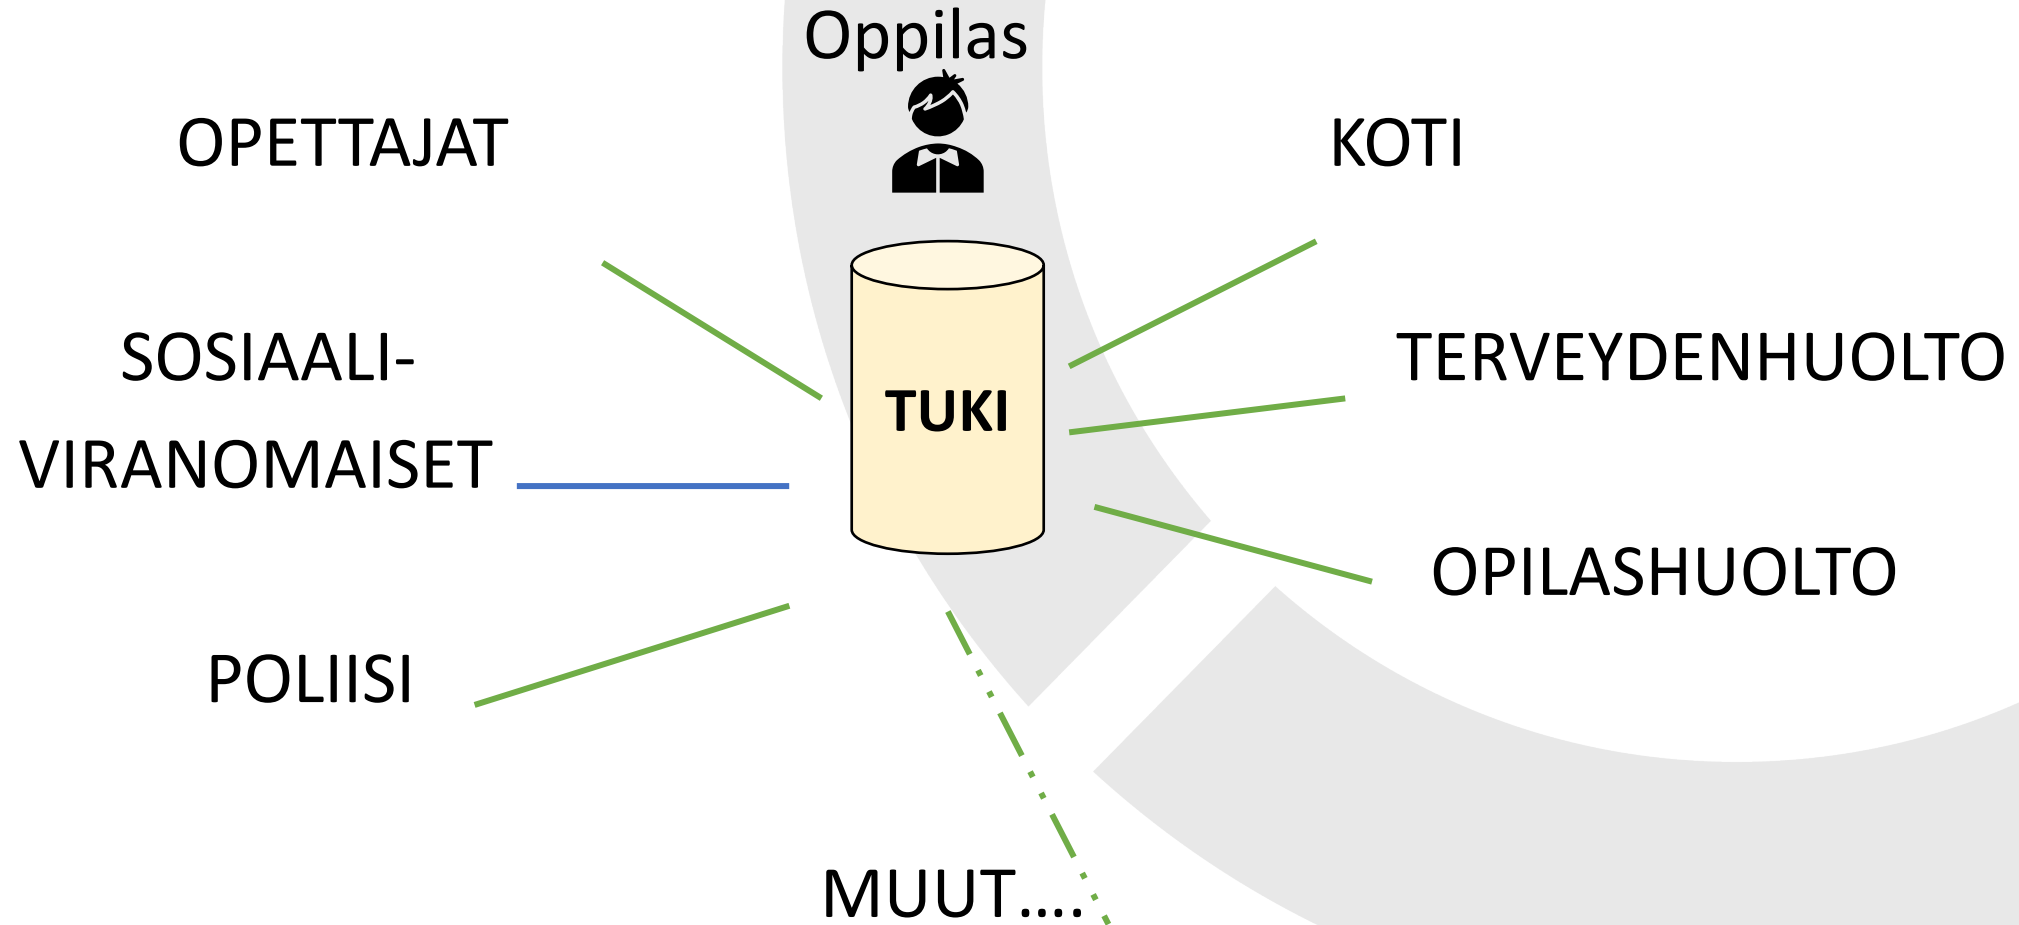 Oppilas
OPETTAJAT
KOTI
SOSIAALI-
VIRANOMAISET
TERVEYDENHUOLTO
TUKI
OPILASHUOLTO
POLIISI
MUUT....